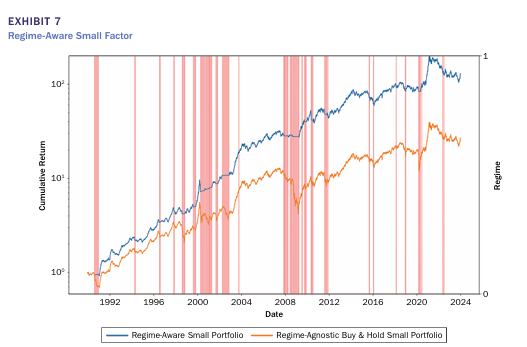 EXHIBIT 7
Regime-Aware Small Factor
10²
10¹
10⁰
Cumulative Return
1
0
Regime
1992 1996 2000 2004 2008 2012 2016 2020 2024
Date
Regime-Aware Small Portfolio Regime-Agnostic Buy & Hold Small Portfolio